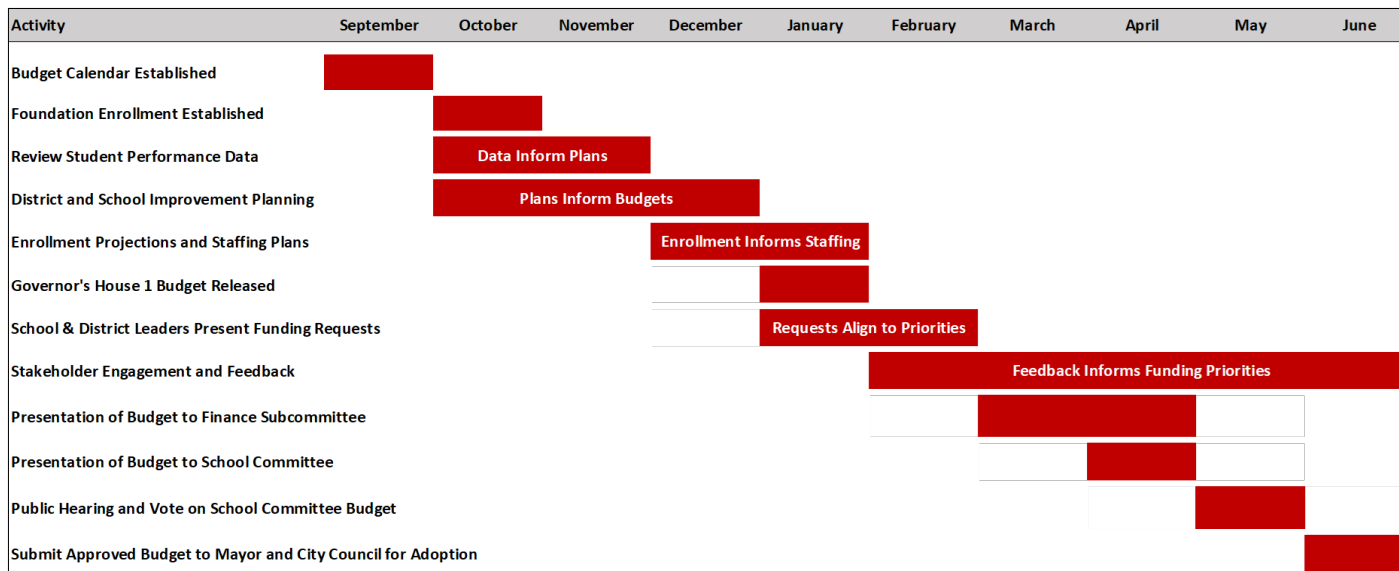 Activity September October November December January February March April May June
Budget Calendar Established
Foundation Enrollment Established
Review Student Performance Data Data Inform Plans
District and School Improvement Planning Plans Inform Budgets
Enrollment Projections and Staffing Plans Enrollment Informs Staffing
Governor's House 1 Budget Released
School & District Leaders Present Funding Requests Requests Align to Priorities
Stakeholder Engagement and Feedback Feedback Informs Funding Priorities
Presentation of Budget to Finance Subcommittee
Presentation of Budget to School Committee
Public Hearing and Vote on School Committee Budget
Submit Approved Budget to Mayor and City Council for Adoption